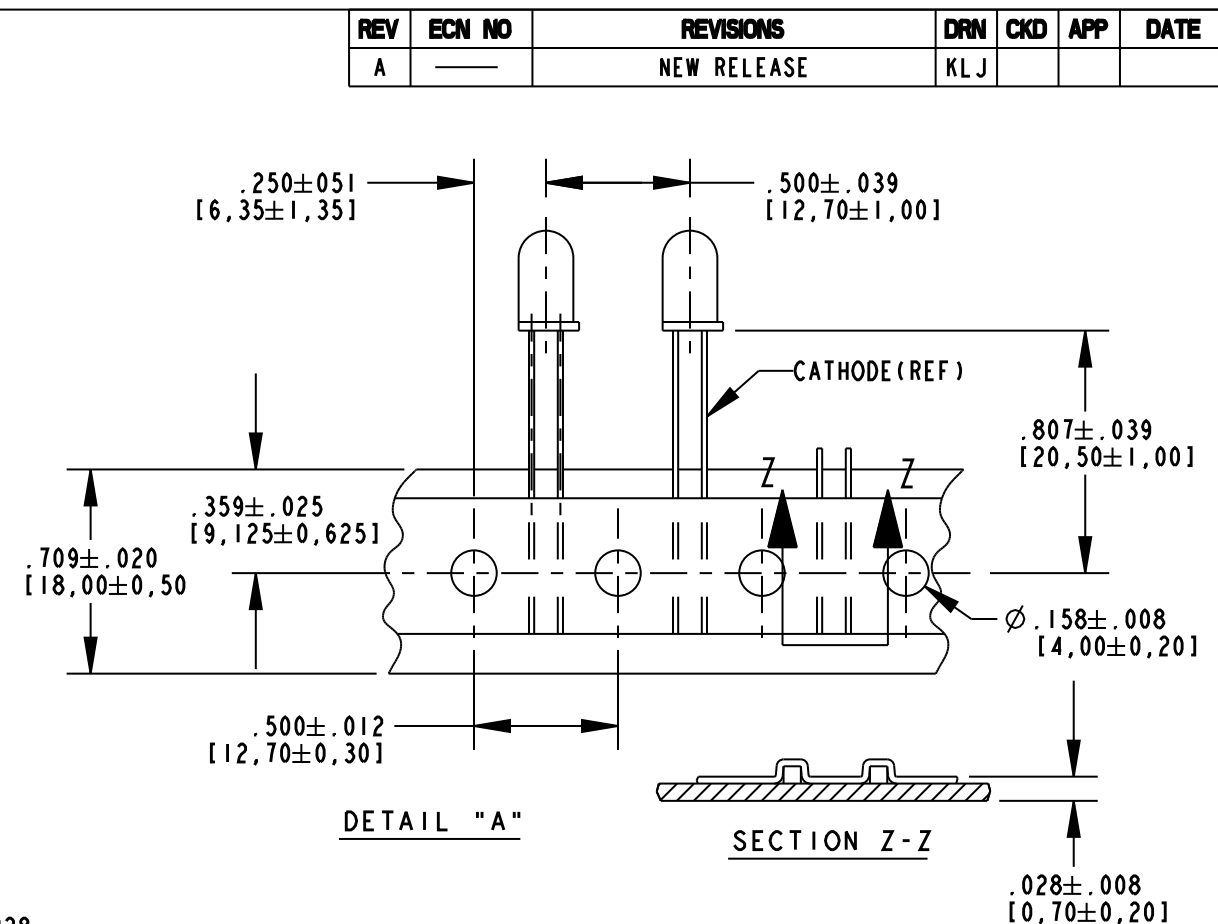 REV ECN NO REVISIONS DRN CKD APP DATE
A NEW RELEASE KLJ
.250±051
[6,35±1,35]
.500±.039
[12,70±1,00]
CATHODE(REF)
.807±.039
[20,50±1,00]
Z Z
.359±.025
[9,125±0,625]
.709±.020
[18,00±0,50
Ø .158±.008
[4,00±0,20]
.500±.012
[12,70±0,30]
DETAIL "A"
SECTION Z-Z
.028±.008
[0,70±0,20]